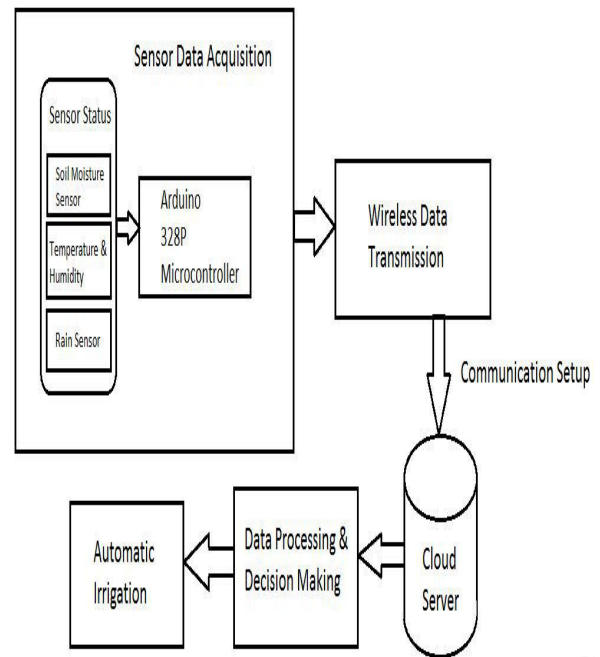 Sensor Data Acquisition
Sensor Status
Soil Moisture
Sensor
Temperature &
Humidity
Rain Sensor
Arduino
328P
Microcontroller
Wireless Data
Transmission
Communication Setup
Cloud
Server
Data Processing &
Decision Making
Automatic
Irrigation